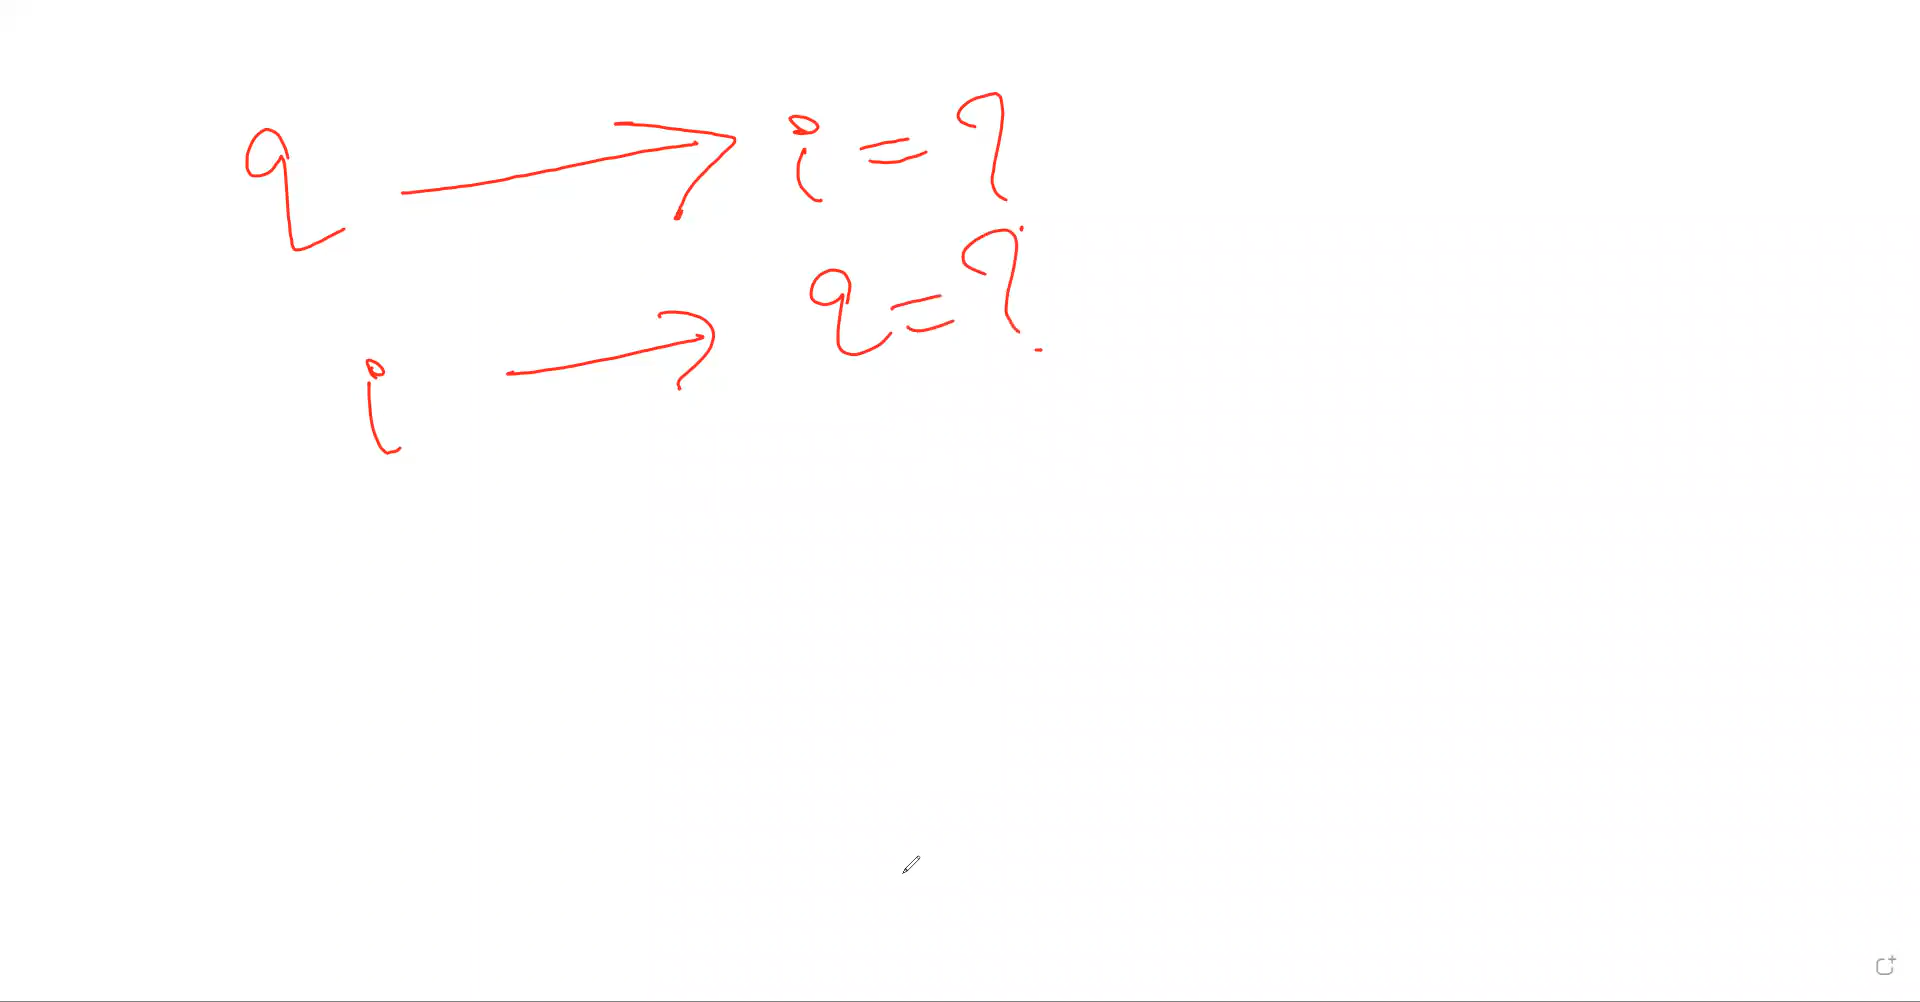 q → i = ?
i → q = ?